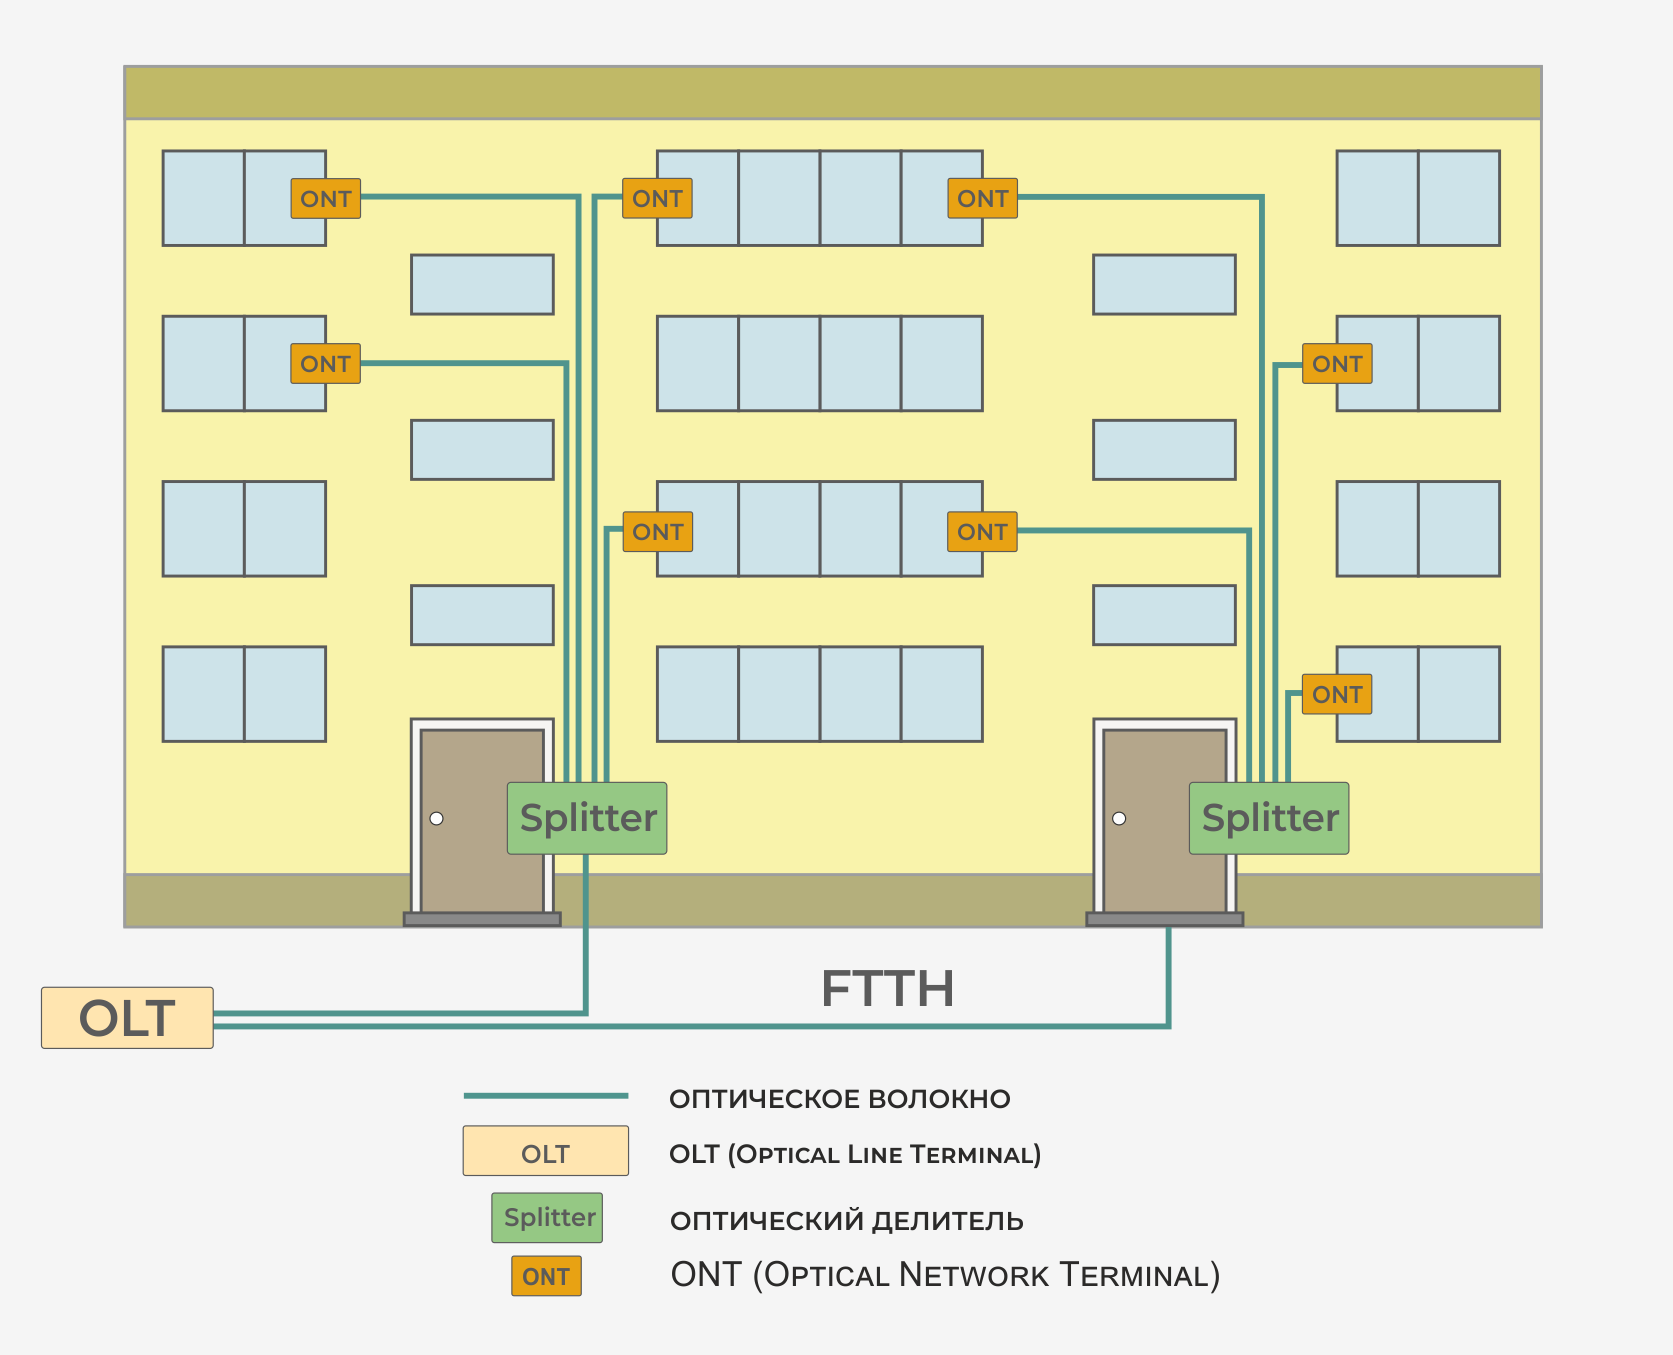 ONT
ONT
ONT
ONT
ONT
ONT
ONT
ONT
Splitter
Splitter
FTTH
OLT
ОПТИЧЕСКОЕ ВОЛОКНО
OLT
OLT (Optical Line Terminal)
Splitter
ОПТИЧЕСКИЙ ДЕЛИТЕЛЬ
ONT
ONT (Optical Network Terminal)